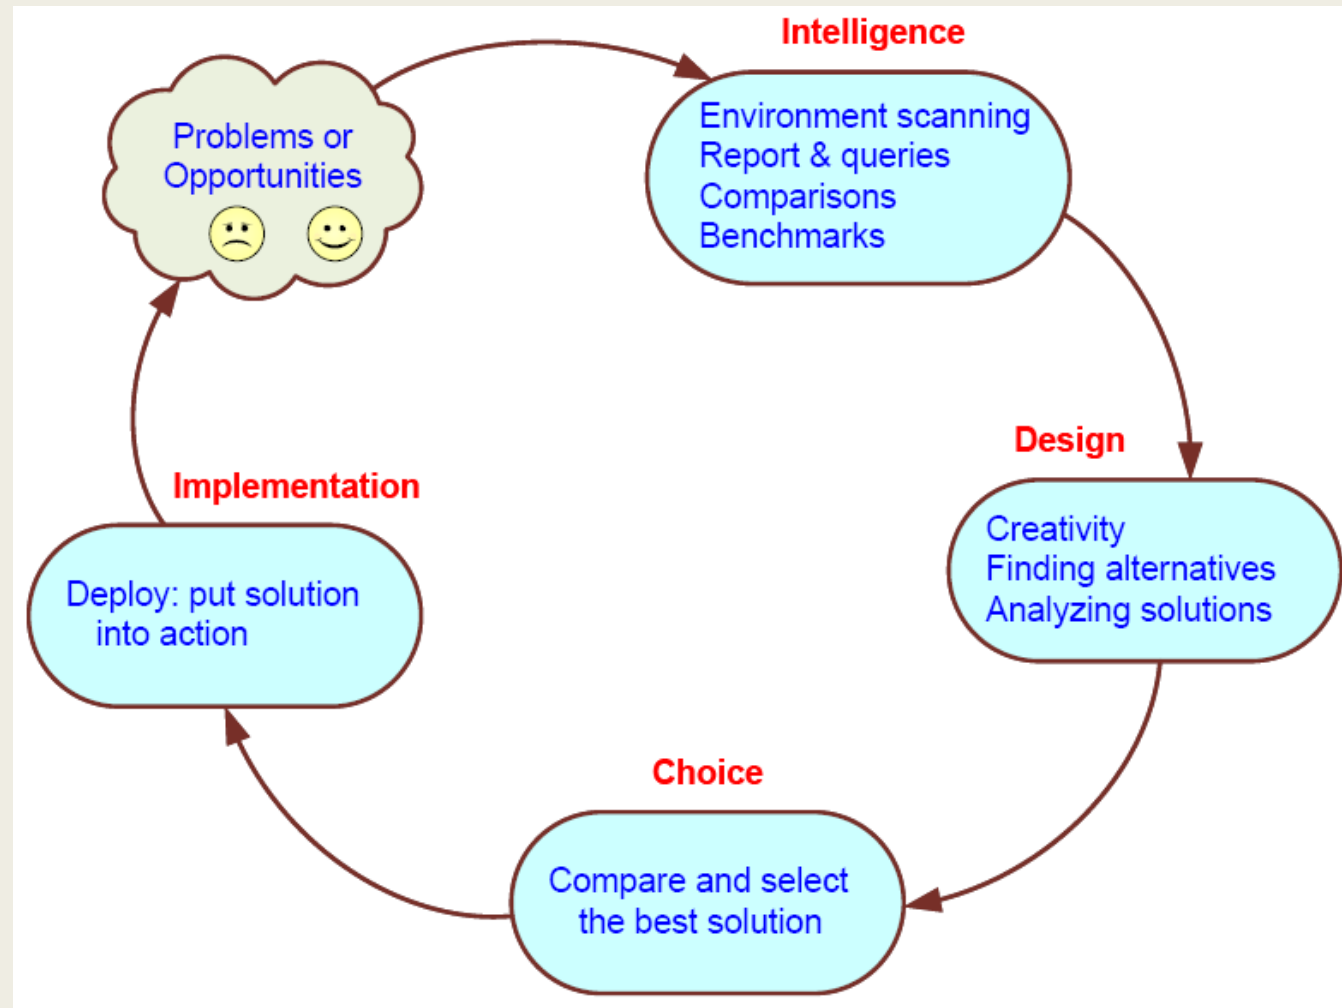 Problems or
Opportunities
Intelligence
Environment scanning
Report & queries
Comparisons
Benchmarks
Design
Creativity
Finding alternatives
Analyzing solutions
Choice
Compare and select
the best solution
Implementation
Deploy: put solution
into action